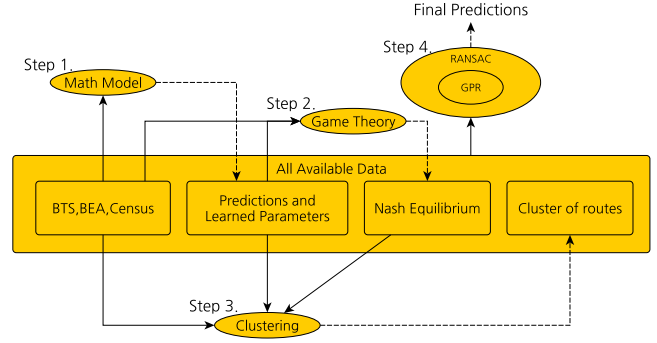 Final Predictions
Step 4.
RANSAC
GPR
Step 1.
Math Model
Step 2.
Game Theory
All Available Data
BTS,BEA,Census
Predictions and
Learned Parameters
Nash Equilibrium
Cluster of routes
Step 3.
Clustering